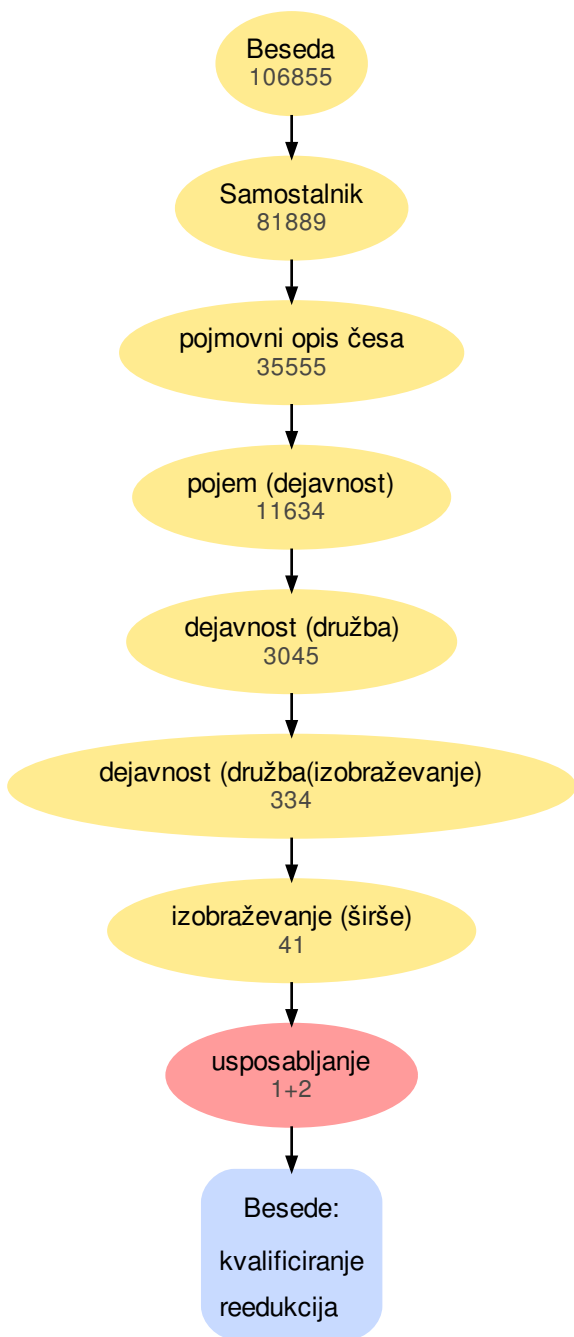 Beseda
106855
Samostalnik
81889
pojmovni opis česa
35555
pojem (dejavnost)
11634
dejavnost (družba)
3045
dejavnost (družba(izobraževanje)
334
izobraževanje (širše)
41
usposabljanje
1+2
Besede:
kvalificiranje
reedukcija